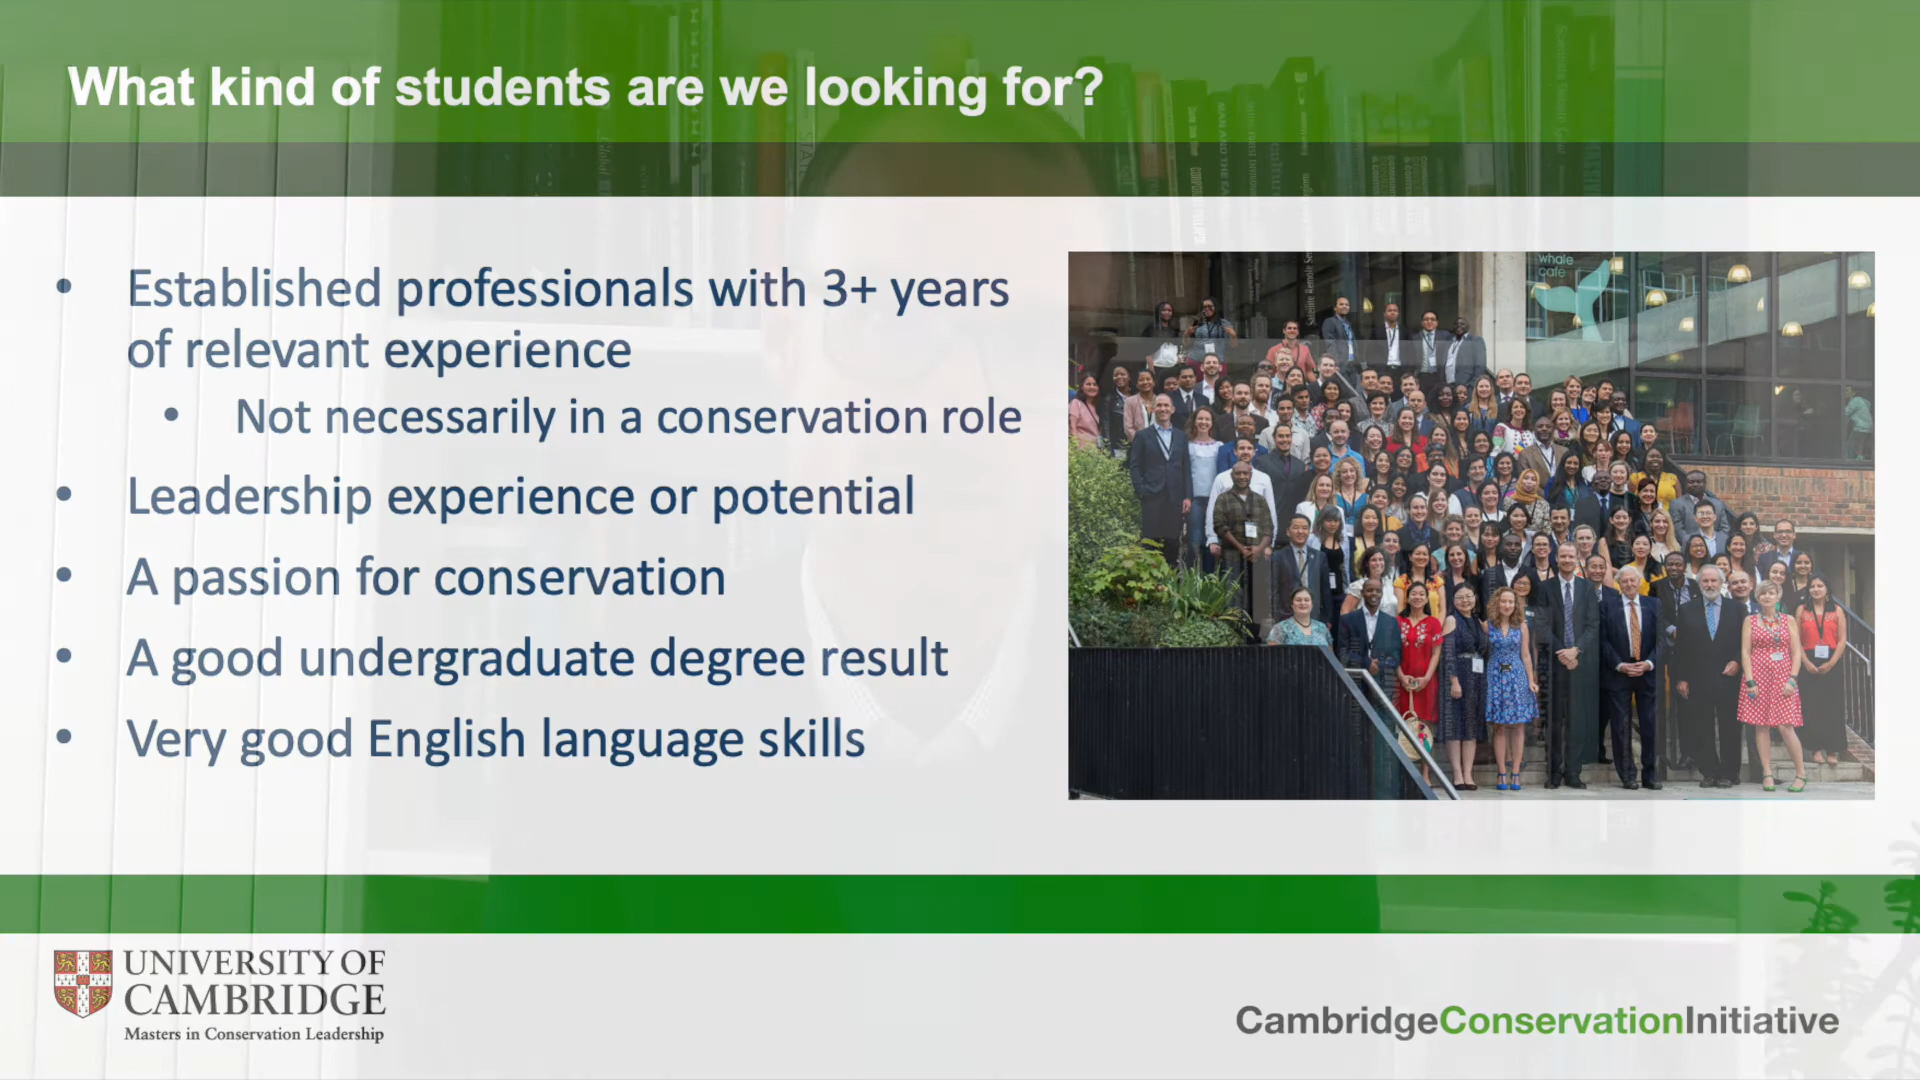 What kind of students are we looking for?
• Established professionals with 3+ years
of relevant experience
• Not necessarily in a conservation role
• Leadership experience or potential
• A passion for conservation
• A good undergraduate degree result
• Very good English language skills
whale
cafe
UNIVERSITY OF
CAMBRIDGE
Masters in Conservation Leadership
CambridgeConservationInitiative